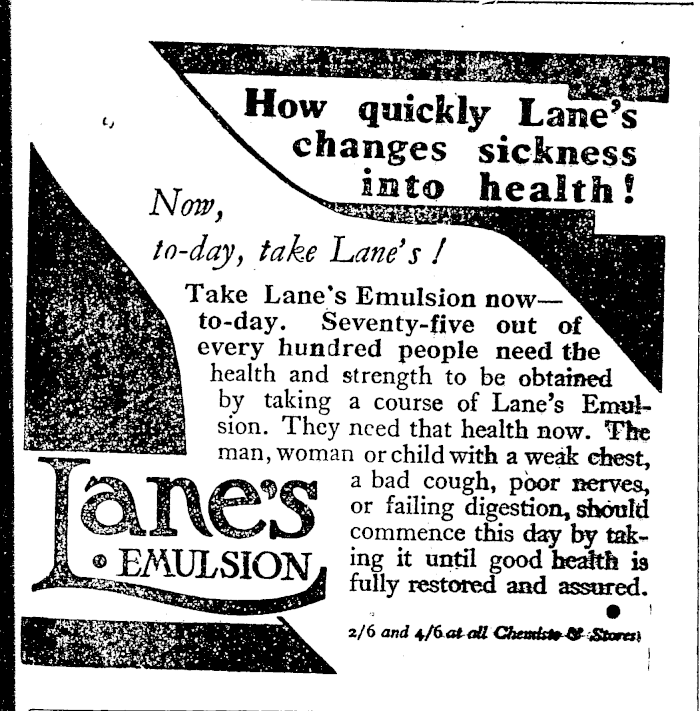 How quickly Lane's
changes sickness
into health!
Now,
to-day, take Lane's!
Take Lane's Emulsion now—
to-day. Seventy-five out of
every hundred people need the
health and strength to be obtained
by taking a course of Lane's Emul-
sion. They need that health now. The
man, woman or child with a weak chest,
a bad cough, poor nerves,
or failing digestion, should
commence this day by tak-
ing it until good health is
fully restored and assured.
Lane's
EMULSION
2/6 and 4/6 at all Chemists & Stores